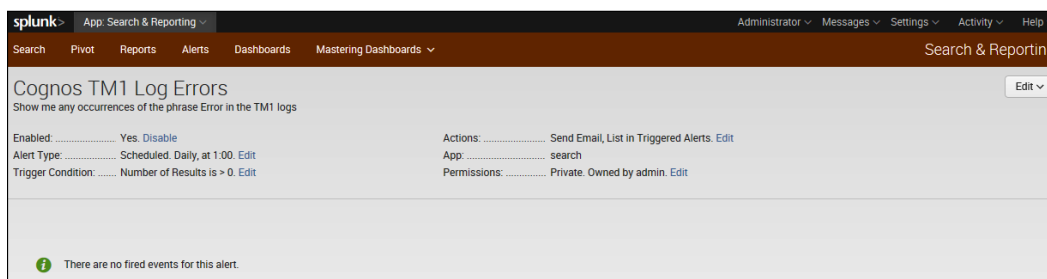 splunk> App: Search & Reporting Administrator Messages Settings Activity Help
Search Pivot Reports Alerts Dashboards Mastering Dashboards Search & Reportin
Cognos TM1 Log Errors Edit
Show me any occurrences of the phrase Error in the TM1 logs
Enabled: ...................... Yes. Disable Actions: ...................... Send Email, List in Triggered Alerts. Edit
Alert Type: .................. Scheduled. Daily, at 1:00. Edit App: ........................... search
Trigger Condition: ....... Number of Results is > 0. Edit Permissions: .............. Private. Owned by admin. Edit
There are no fired events for this alert.